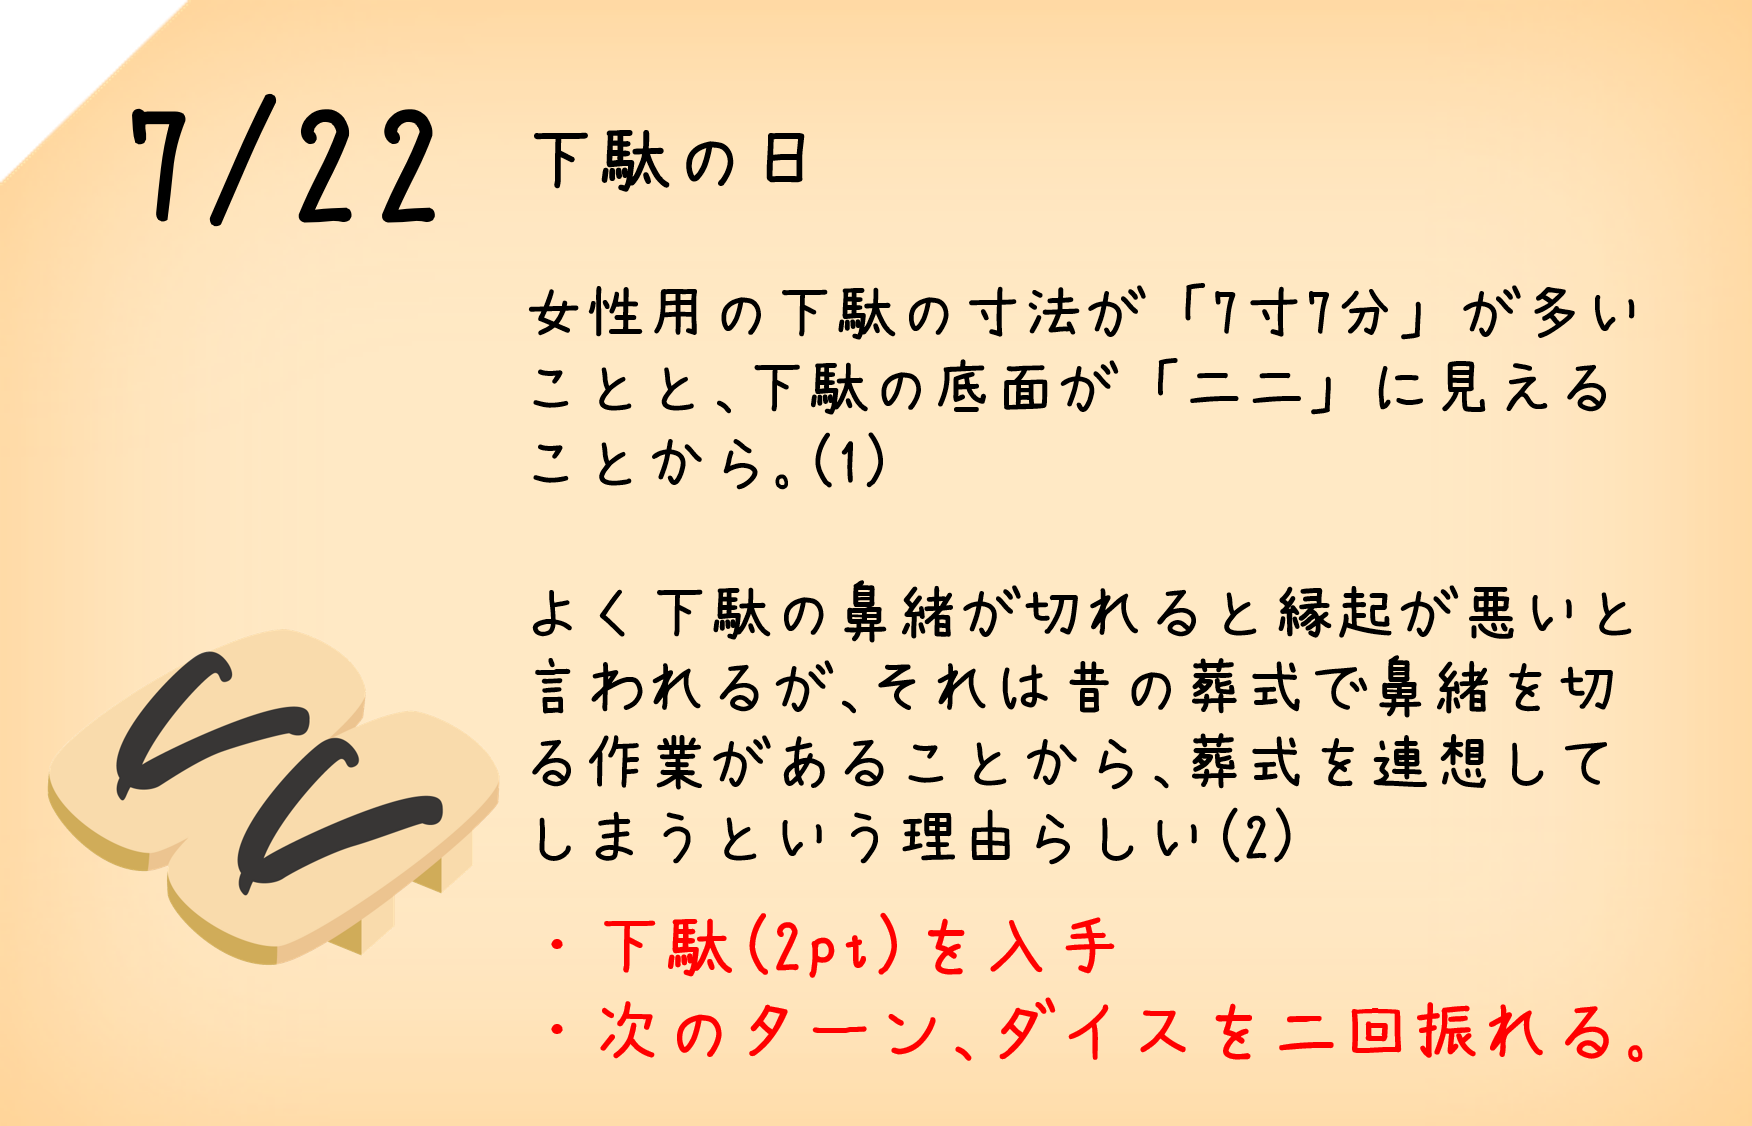 7/22
下駄の日
女性用の下駄の寸法が「7寸7分」が多い
ことと、下駄の底面が「二二」に見える
ことから。(1)
よく下駄の鼻緒が切れると縁起が悪いと
言われるが、それは昔の葬式で鼻緒を切
る作業があることから、葬式を連想して
しまうという理由らしい(2)
・下駄(2pt)を入手
・次のターン、ダイスを二回振れる。